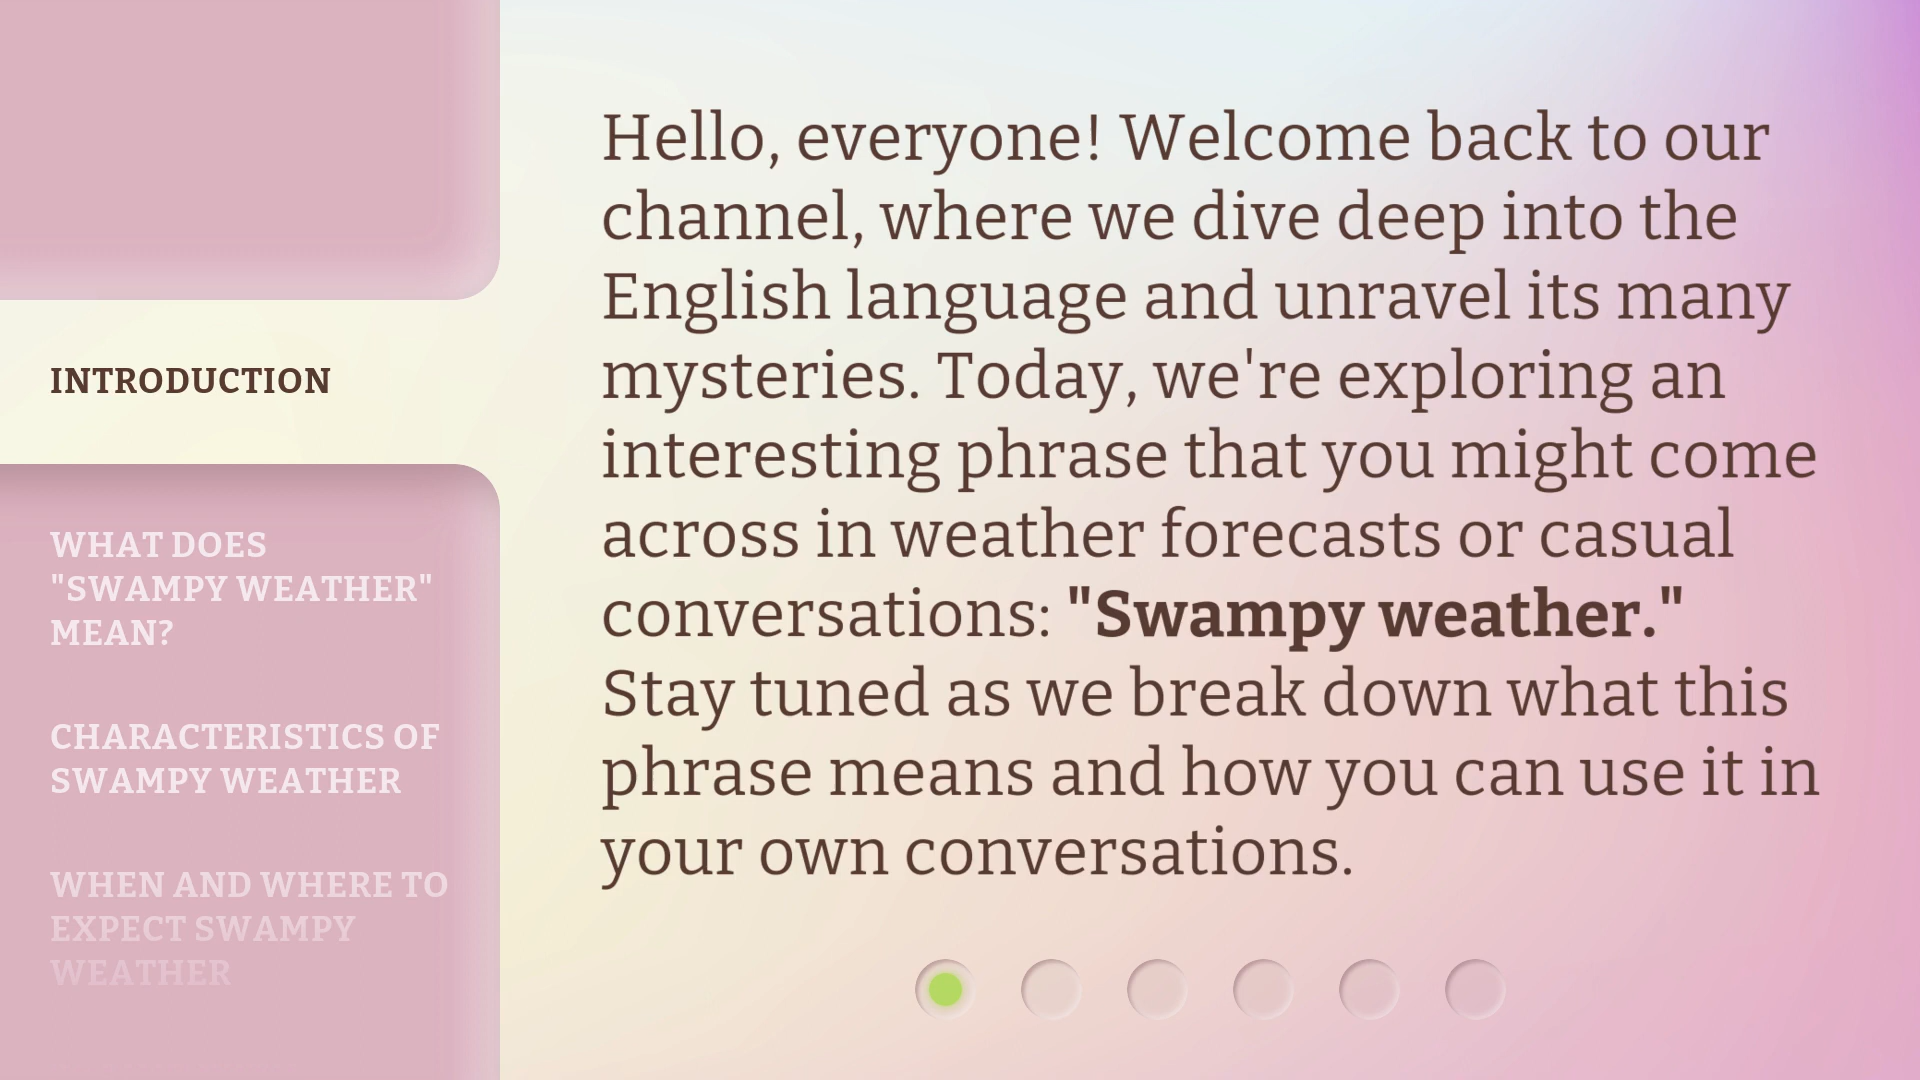 INTRODUCTION
WHAT DOES
"SWAMPY WEATHER"
MEAN?
CHARACTERISTICS OF
SWAMPY WEATHER
WHEN AND WHERE TO
EXPECT SWAMPY
WEATHER
Hello, everyone! Welcome back to our
channel, where we dive deep into the
English language and unravel its many
mysteries. Today, we're exploring an
interesting phrase that you might come
across in weather forecasts or casual
conversations: "Swampy weather."
Stay tuned as we break down what this
phrase means and how you can use it in
your own conversations.